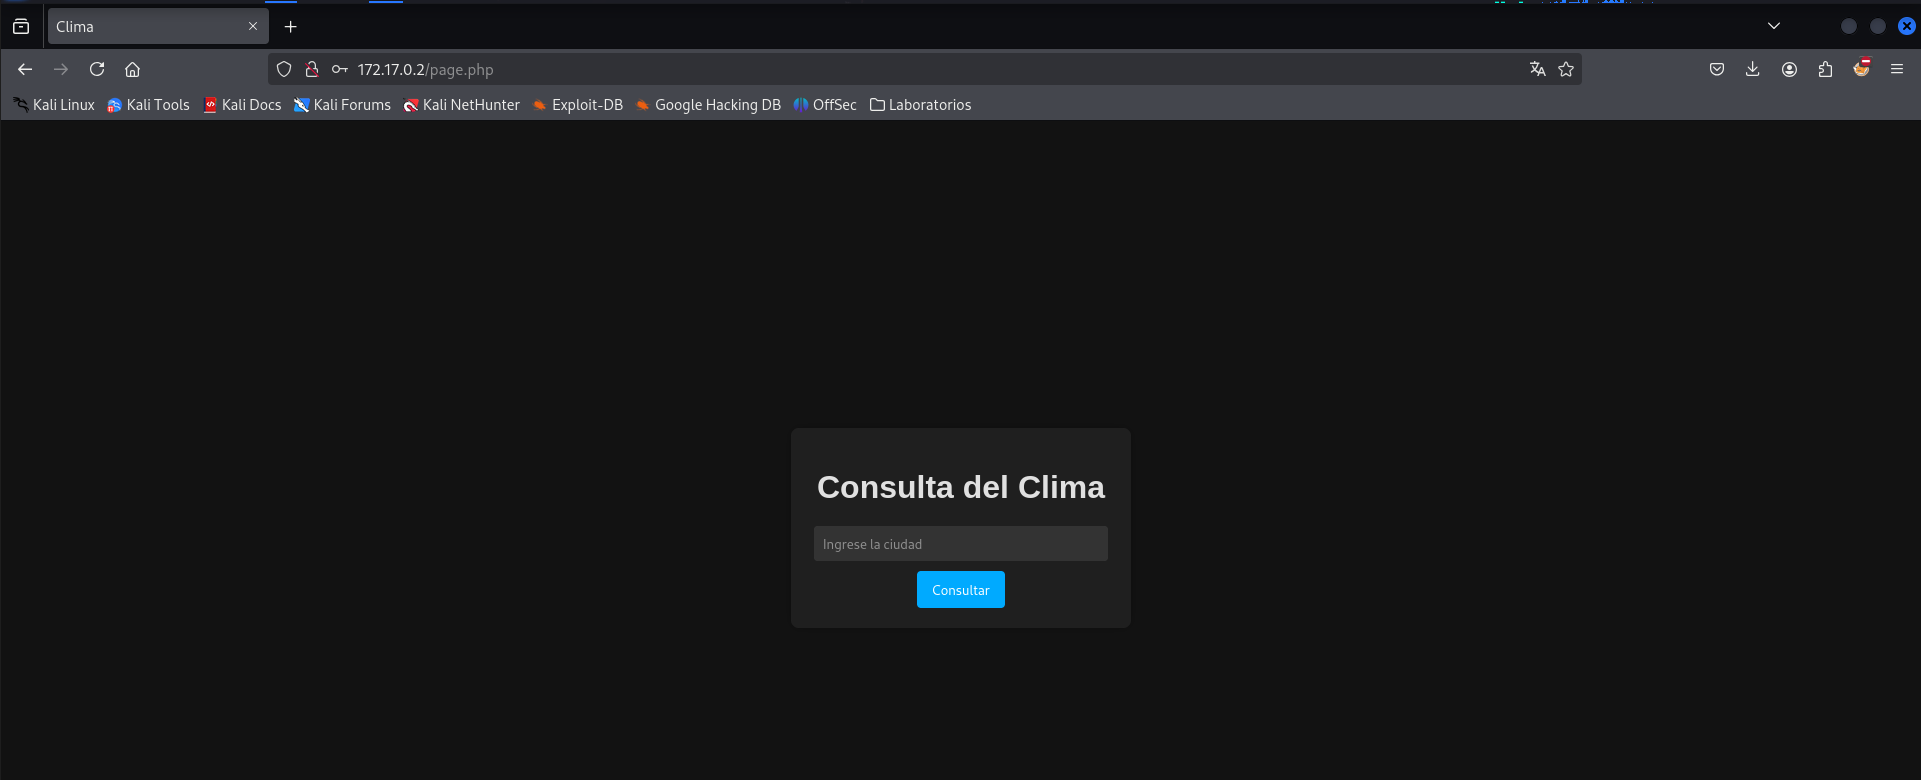 Clima
172.17.0.2/page.php
Kali Linux Kali Tools Kali Docs Kali Forums Kali NetHunter Exploit-DB Google Hacking DB OffSec Laboratorios
Consulta del Clima
Ingrese la ciudad
Consultar